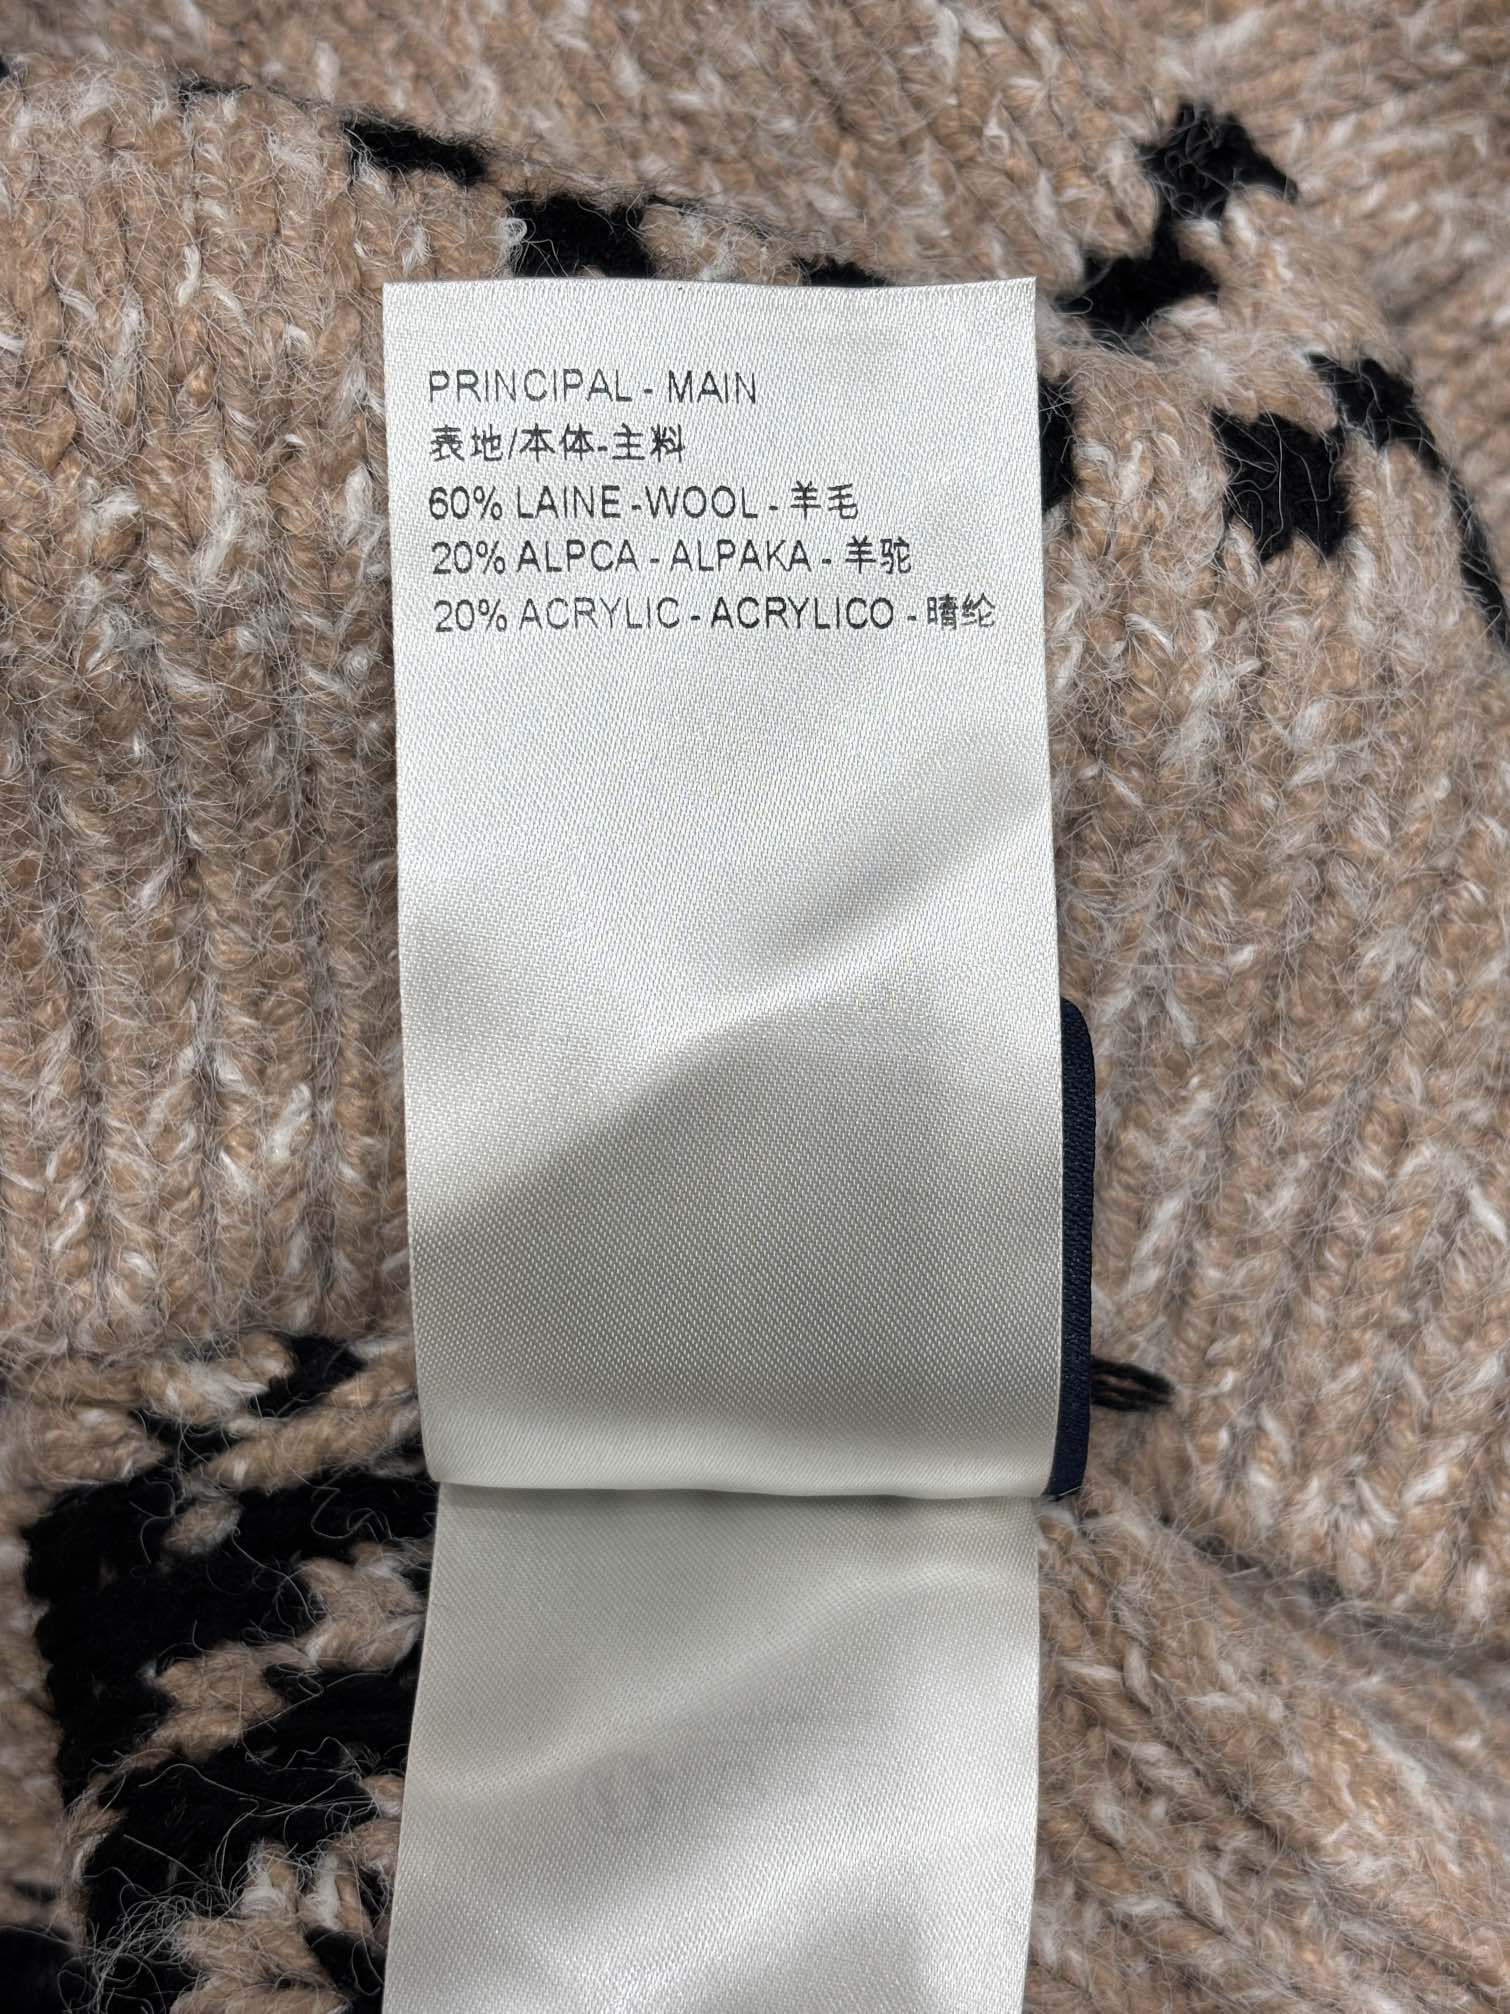 PRINCIPAL - MAIN
表地/本体-主料
60% LAINE -WOOL - 羊毛
20% ALPCA - ALPAKA - 羊驼
20% ACRYLIC - ACRYLICO - 晴纶